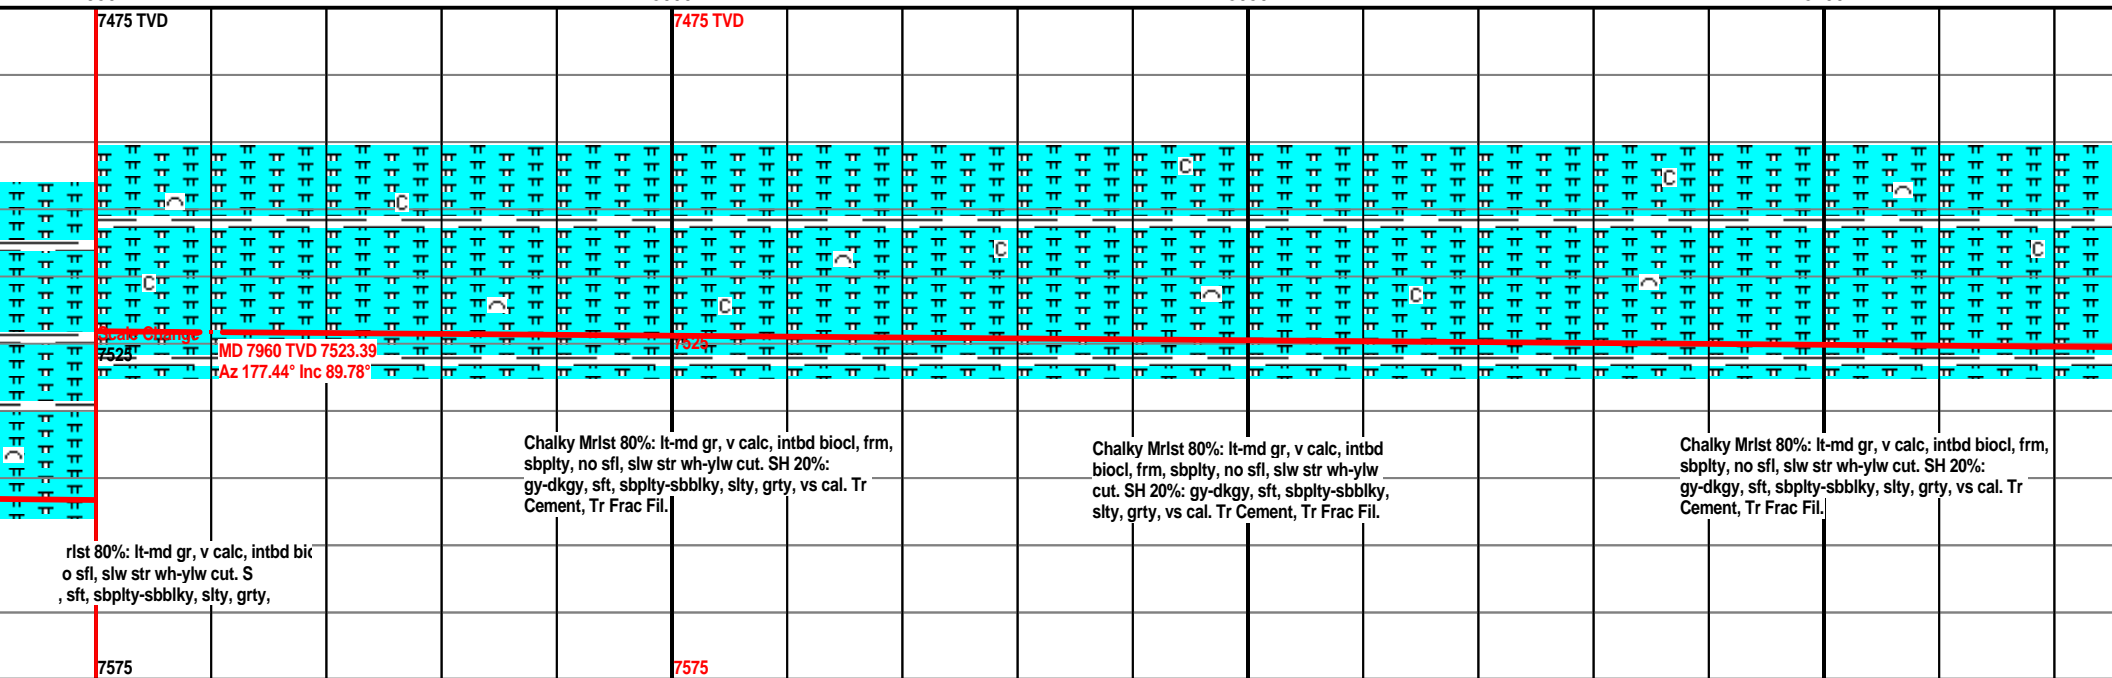 7475 TVD
7475 TVD
Scale Change
7525
MD 7960 TVD 7523.39
Az 177.44° Inc 89.78°
7525
Chalky Mrlst 80%: lt-md gr, v calc, intbd biocl, frm,
sbplty, no sfl, slw str wh-ylw cut. SH 20%:
gy-dkgy, sft, sbplty-sbblky, slty, grty, vs cal. Tr
Cement, Tr Frac Fil.
Chalky Mrlst 80%: lt-md gr, v calc, intbd
biocl, frm, sbplty, no sfl, slw str wh-ylw
cut. SH 20%: gy-dkgy, sft, sbplty-sbblky,
slty, grty, vs cal. Tr Cement, Tr Frac Fil.
Chalky Mrlst 80%: lt-md gr, v calc, intbd biocl, frm,
sbplty, no sfl, slw str wh-ylw cut. SH 20%:
gy-dkgy, sft, sbplty-sbblky, slty, grty, vs cal. Tr
Cement, Tr Frac Fil.
rlst 80%: lt-md gr, v calc, intbd bio
o sfl, slw str wh-ylw cut. S
, sft, sbplty-sbblky, slty, grty,
7575
7575